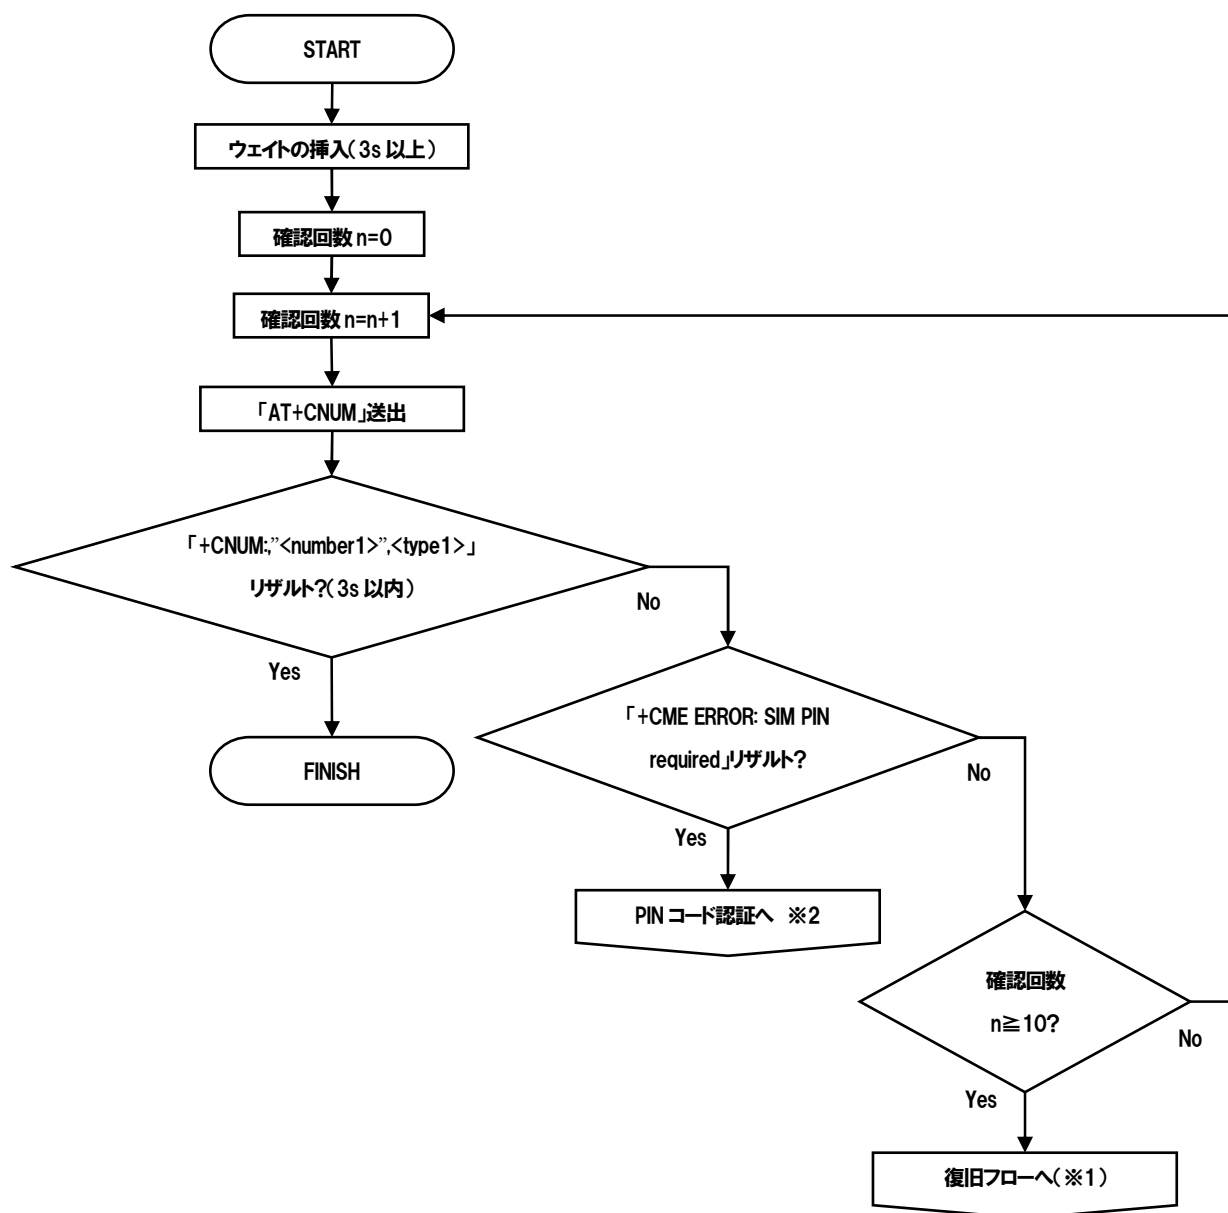 START
ウェイトの挿入(3s 以上)
確認回数 n=0
確認回数 n=n+1
「AT+CNUM」送出
「+CNUM:,”<number1>”,<type1>」
リザルト?(3s 以内)
No
Yes
「+CME ERROR: SIM PIN
required」リザルト?
FINISH
No
Yes
PIN コード認証へ ※2
確認回数
n≧10?
No
Yes
復旧フローへ(※1)